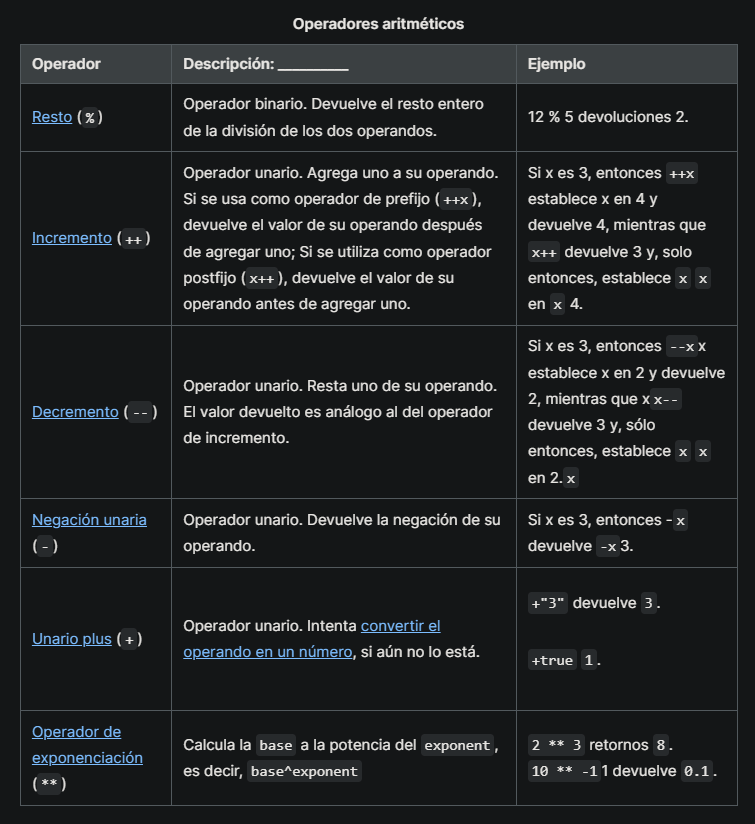 Operadores aritméticos
Operador
Descripción: __________
Ejemplo
Resto ( % )
Operador binario. Devuelve el resto entero
de la división de los dos operandos.
12 % 5 devoluciones 2.
Incremento ( ++ )
Operador unario. Agrega uno a su operando.
Si se usa como operador de prefijo ( ++x ),
devuelve el valor de su operando después
de agregar uno; Si se utiliza como operador
postfijo ( x++ ), devuelve el valor de su
operando antes de agregar uno.
Si x es 3, entonces ++x
establece x en 4 y
devuelve 4, mientras que
x++ devuelve 3 y, solo
entonces, establece x x
en x 4.
Decremento ( -- )
Operador unario. Resta uno de su operando.
El valor devuelto es análogo al del operador
de incremento.
Si x es 3, entonces --x x
establece x en 2 y devuelve
2, mientras que x x--
devuelve 3 y, sólo
entonces, establece x x
en 2. x
Negación unaria
( - )
Operador unario. Devuelve la negación de su
operando.
Si x es 3, entonces - x
devuelve -x 3.
Unario plus ( + )
Operador unario. Intenta convertir el
operando en un número, si aún no lo está.
+"3" devuelve 3 .
+true 1 .
Operador de
exponenciación
( ** )
Calcula la base a la potencia del exponent ,
es decir, base^exponent
2 ** 3 retornos 8 .
10 ** -1 1 devuelve 0.1 .